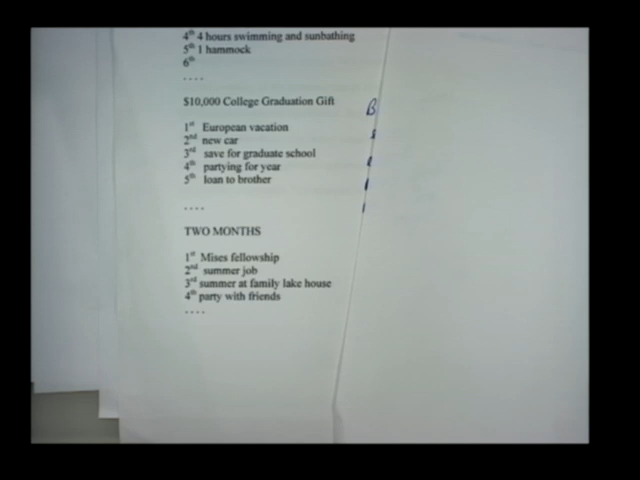 4th 4 hours swimming and sunbathing
5th 1 hammock
6th
....
$10,000 College Graduation Gift
B
1st European vacation
2nd new car
3rd save for graduate school
4th partying for year
5th loan to brother
....
TWO MONTHS
1st Mises fellowship
2nd summer job
3rd summer at family lake house
4th party with friends
....